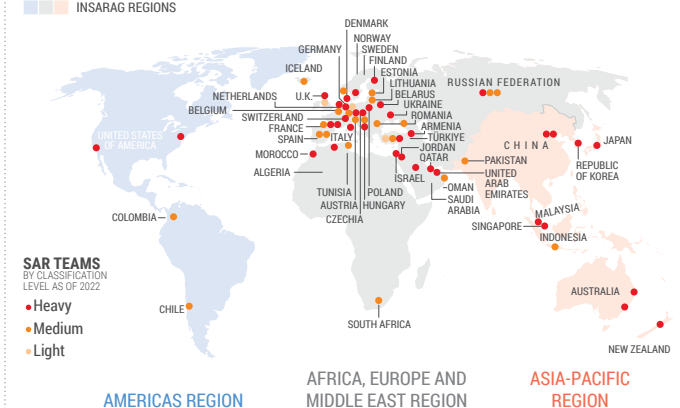 INSARAG REGIONS
DENMARK
NORWAY
GERMANY
SWEDEN
FINLAND
ICELAND
ESTONIA
LITHUANIA
RUSSIAN FEDERATION
NETHERLANDS
U.K.
BELARUS
BELGIUM
UKRAINE
SWITZERLAND
ROMANIA
FRANCE
ARMENIA
UNITED STATES
OF AMERICA
SPAIN
ITALY
TÜRKIYE
CHINA
JAPAN
MOROCCO
JORDAN
QATAR
PAKISTAN
REPUBLIC
OF KOREA
ALGERIA
ISRAEL
UNITED
ARAB
EMIRATES
TUNISIA
POLAND
OMAN
AUSTRIA
HUNGARY
SAUDI
ARABIA
CZECHIA
COLOMBIA
MALAYSIA
SINGAPORE
INDONESIA
SAR TEAMS
BY CLASSIFICATION
LEVEL AS OF 2022
Heavy
Medium
Light
CHILE
AUSTRALIA
SOUTH AFRICA
NEW ZEALAND
AMERICAS REGION
AFRICA, EUROPE AND
MIDDLE EAST REGION
ASIA-PACIFIC
REGION